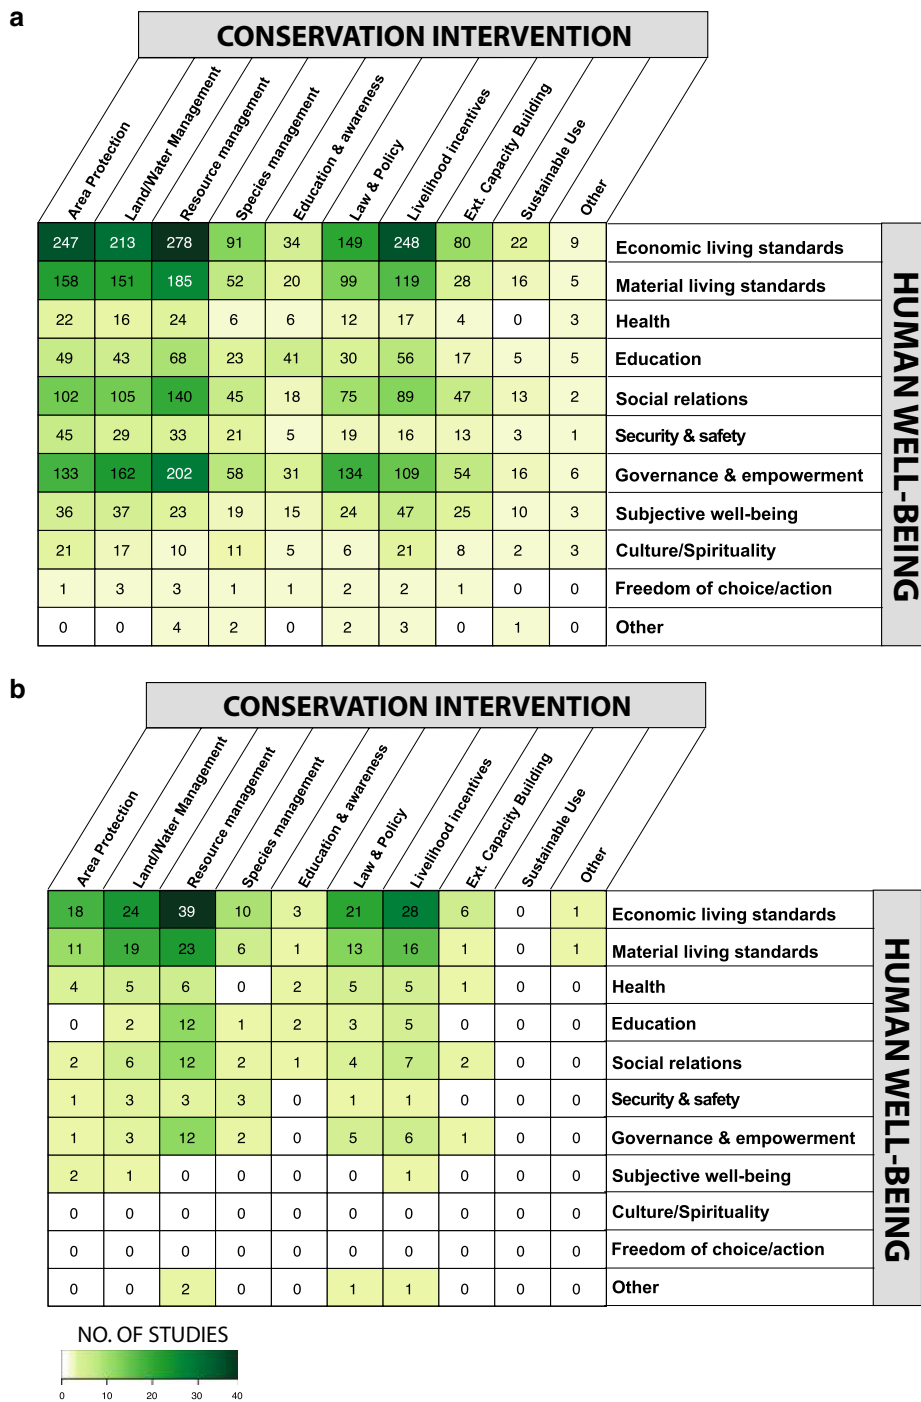 a
CONSERVATION INTERVENTION
Area Protection
Land/Water Management
Resource management
Species management
Education & awareness
Law & Policy
Livelihood incentives
Ext. Capacity Building
Sustainable Use
Other
247 213 278 91 34 149 248 80 22 9 Economic living standards
158 151 185 52 20 99 119 28 16 5 Material living standards
22 16 24 6 6 12 17 4 0 3 Health
49 43 68 23 41 30 56 17 5 5 Education
102 105 140 45 18 75 89 47 13 2 Social relations
45 29 33 21 5 19 16 13 3 1 Security & safety
133 162 202 58 31 134 109 54 16 6 Governance & empowerment
36 37 23 19 15 24 47 25 10 3 Subjective well-being
21 17 10 11 5 6 21 8 2 3 Culture/Spirituality
1 3 3 1 1 2 2 1 0 0 Freedom of choice/action
0 0 4 2 0 2 3 0 1 0 Other
HUMAN WELL-BEING
b
CONSERVATION INTERVENTION
Area Protection
Land/Water Management
Resource management
Species management
Education & awareness
Law & Policy
Livelihood incentives
Ext. Capacity Building
Sustainable Use
Other
18 24 39 10 3 21 28 6 0 1 Economic living standards
11 19 23 6 1 13 16 1 0 1 Material living standards
4 5 6 0 2 5 5 1 0 0 Health
0 2 12 1 2 3 5 0 0 0 Education
2 6 12 2 1 4 7 2 0 0 Social relations
1 3 3 3 0 1 1 0 0 0 Security & safety
1 3 12 2 0 5 6 1 0 0 Governance & empowerment
2 1 0 0 0 0 1 0 0 0 Subjective well-being
0 0 0 0 0 0 0 0 0 0 Culture/Spirituality
0 0 0 0 0 0 0 0 0 0 Freedom of choice/action
0 0 2 0 0 1 1 0 0 0 Other
HUMAN WELL-BEING
NO. OF STUDIES
0 10 20 30 40